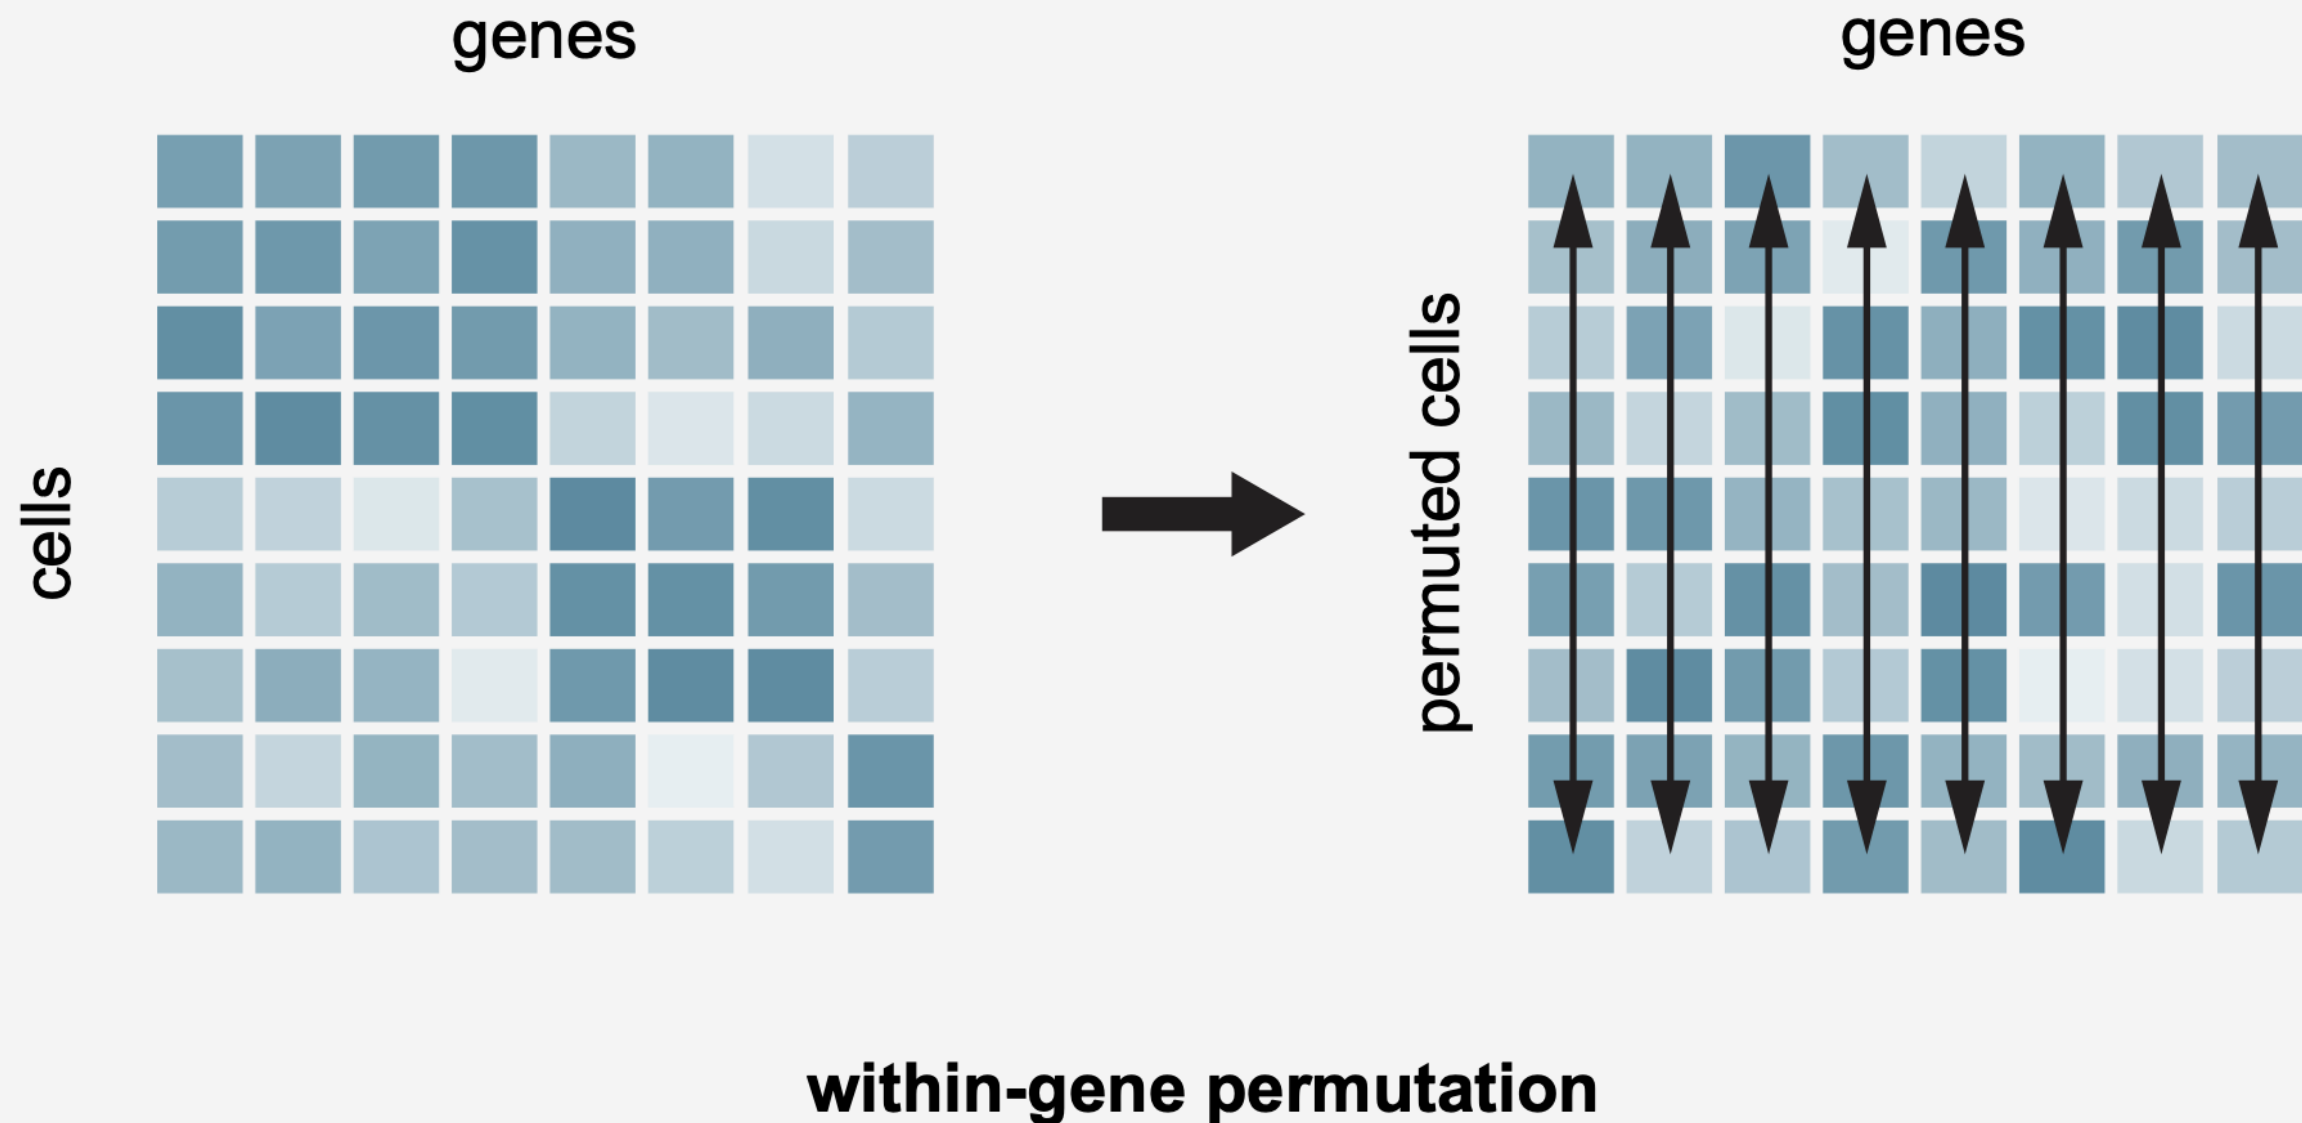 genes
genes
cells
permuted cells
within-gene permutation